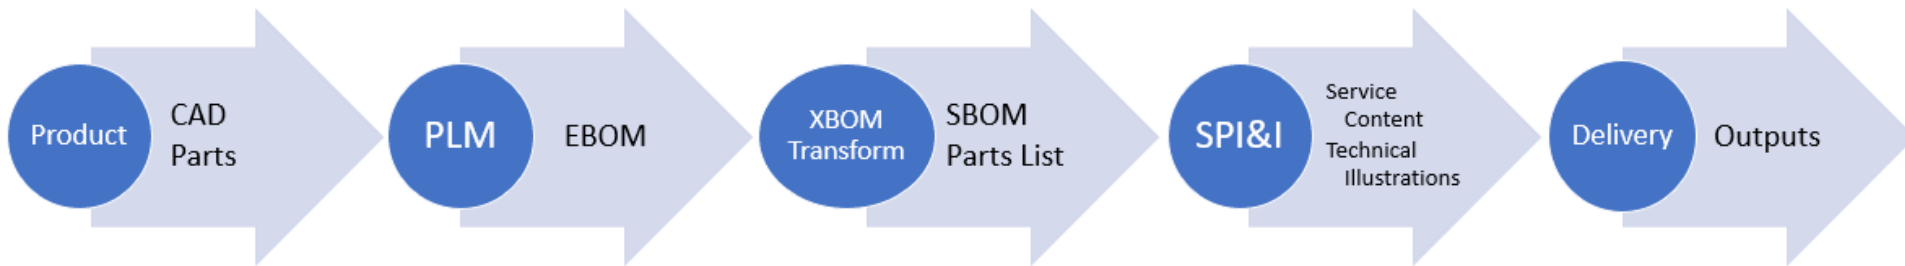 Product
CAD
Parts
PLM
EBOM
XBOM
Transform
SBOM
Parts List
SPI&I
Service
Content
Technical
Illustrations
Delivery
Outputs